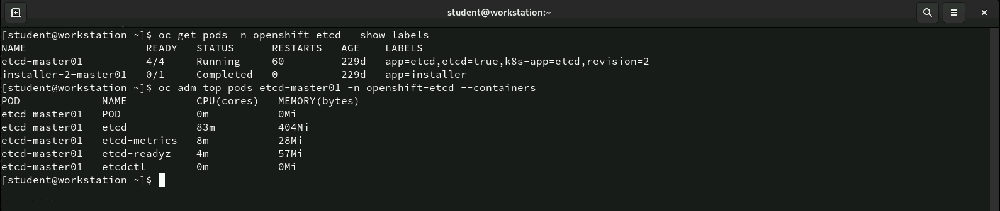 student@workstation:~
[student@workstation ~]$ oc get pods -n openshift-etcd --show-labels
NAME                   READY   STATUS      RESTARTS   AGE    LABELS
etcd-master01          4/4     Running     60         229d   app=etcd,etcd=true,k8s-app=etcd,revision=2
installer-2-master01   0/1     Completed   0          229d   app=installer
[student@workstation ~]$ oc adm top pods etcd-master01 -n openshift-etcd --containers
POD             NAME           CPU(cores)   MEMORY(bytes)
etcd-master01   POD            0m           0Mi
etcd-master01   etcd           83m          404Mi
etcd-master01   etcd-metrics   8m           28Mi
etcd-master01   etcd-readyz    4m           57Mi
etcd-master01   etcdctl        0m           0Mi
[student@workstation ~]$